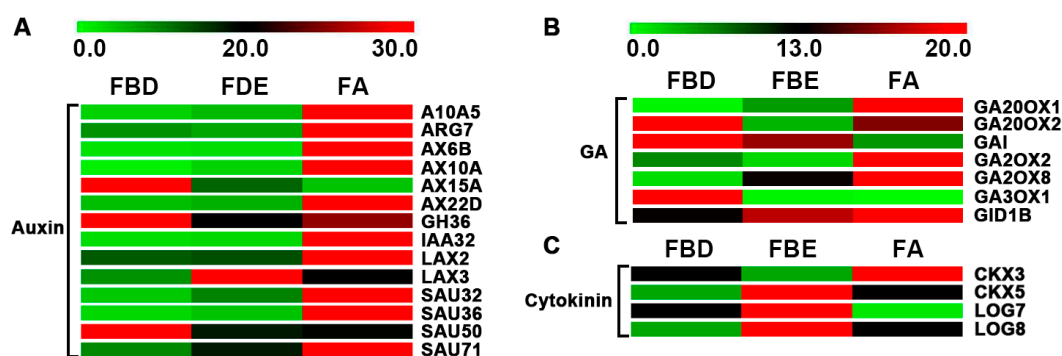 A
0.0 20.0 30.0
FBD FDE FA
Auxin
A10A5
ARG7
AX6B
AX10A
AX15A
AX22D
GH36
IAA32
LAX2
LAX3
SAU32
SAU36
SAU50
SAU71
B
0.0 13.0 20.0
FBD FBE FA
GA
GA20OX1
GA20OX2
GAI
GA2OX2
GA2OX8
GA3OX1
GID1B
C
FBD FBE FA
Cytokinin
CKX3
CKX5
LOG7
LOG8